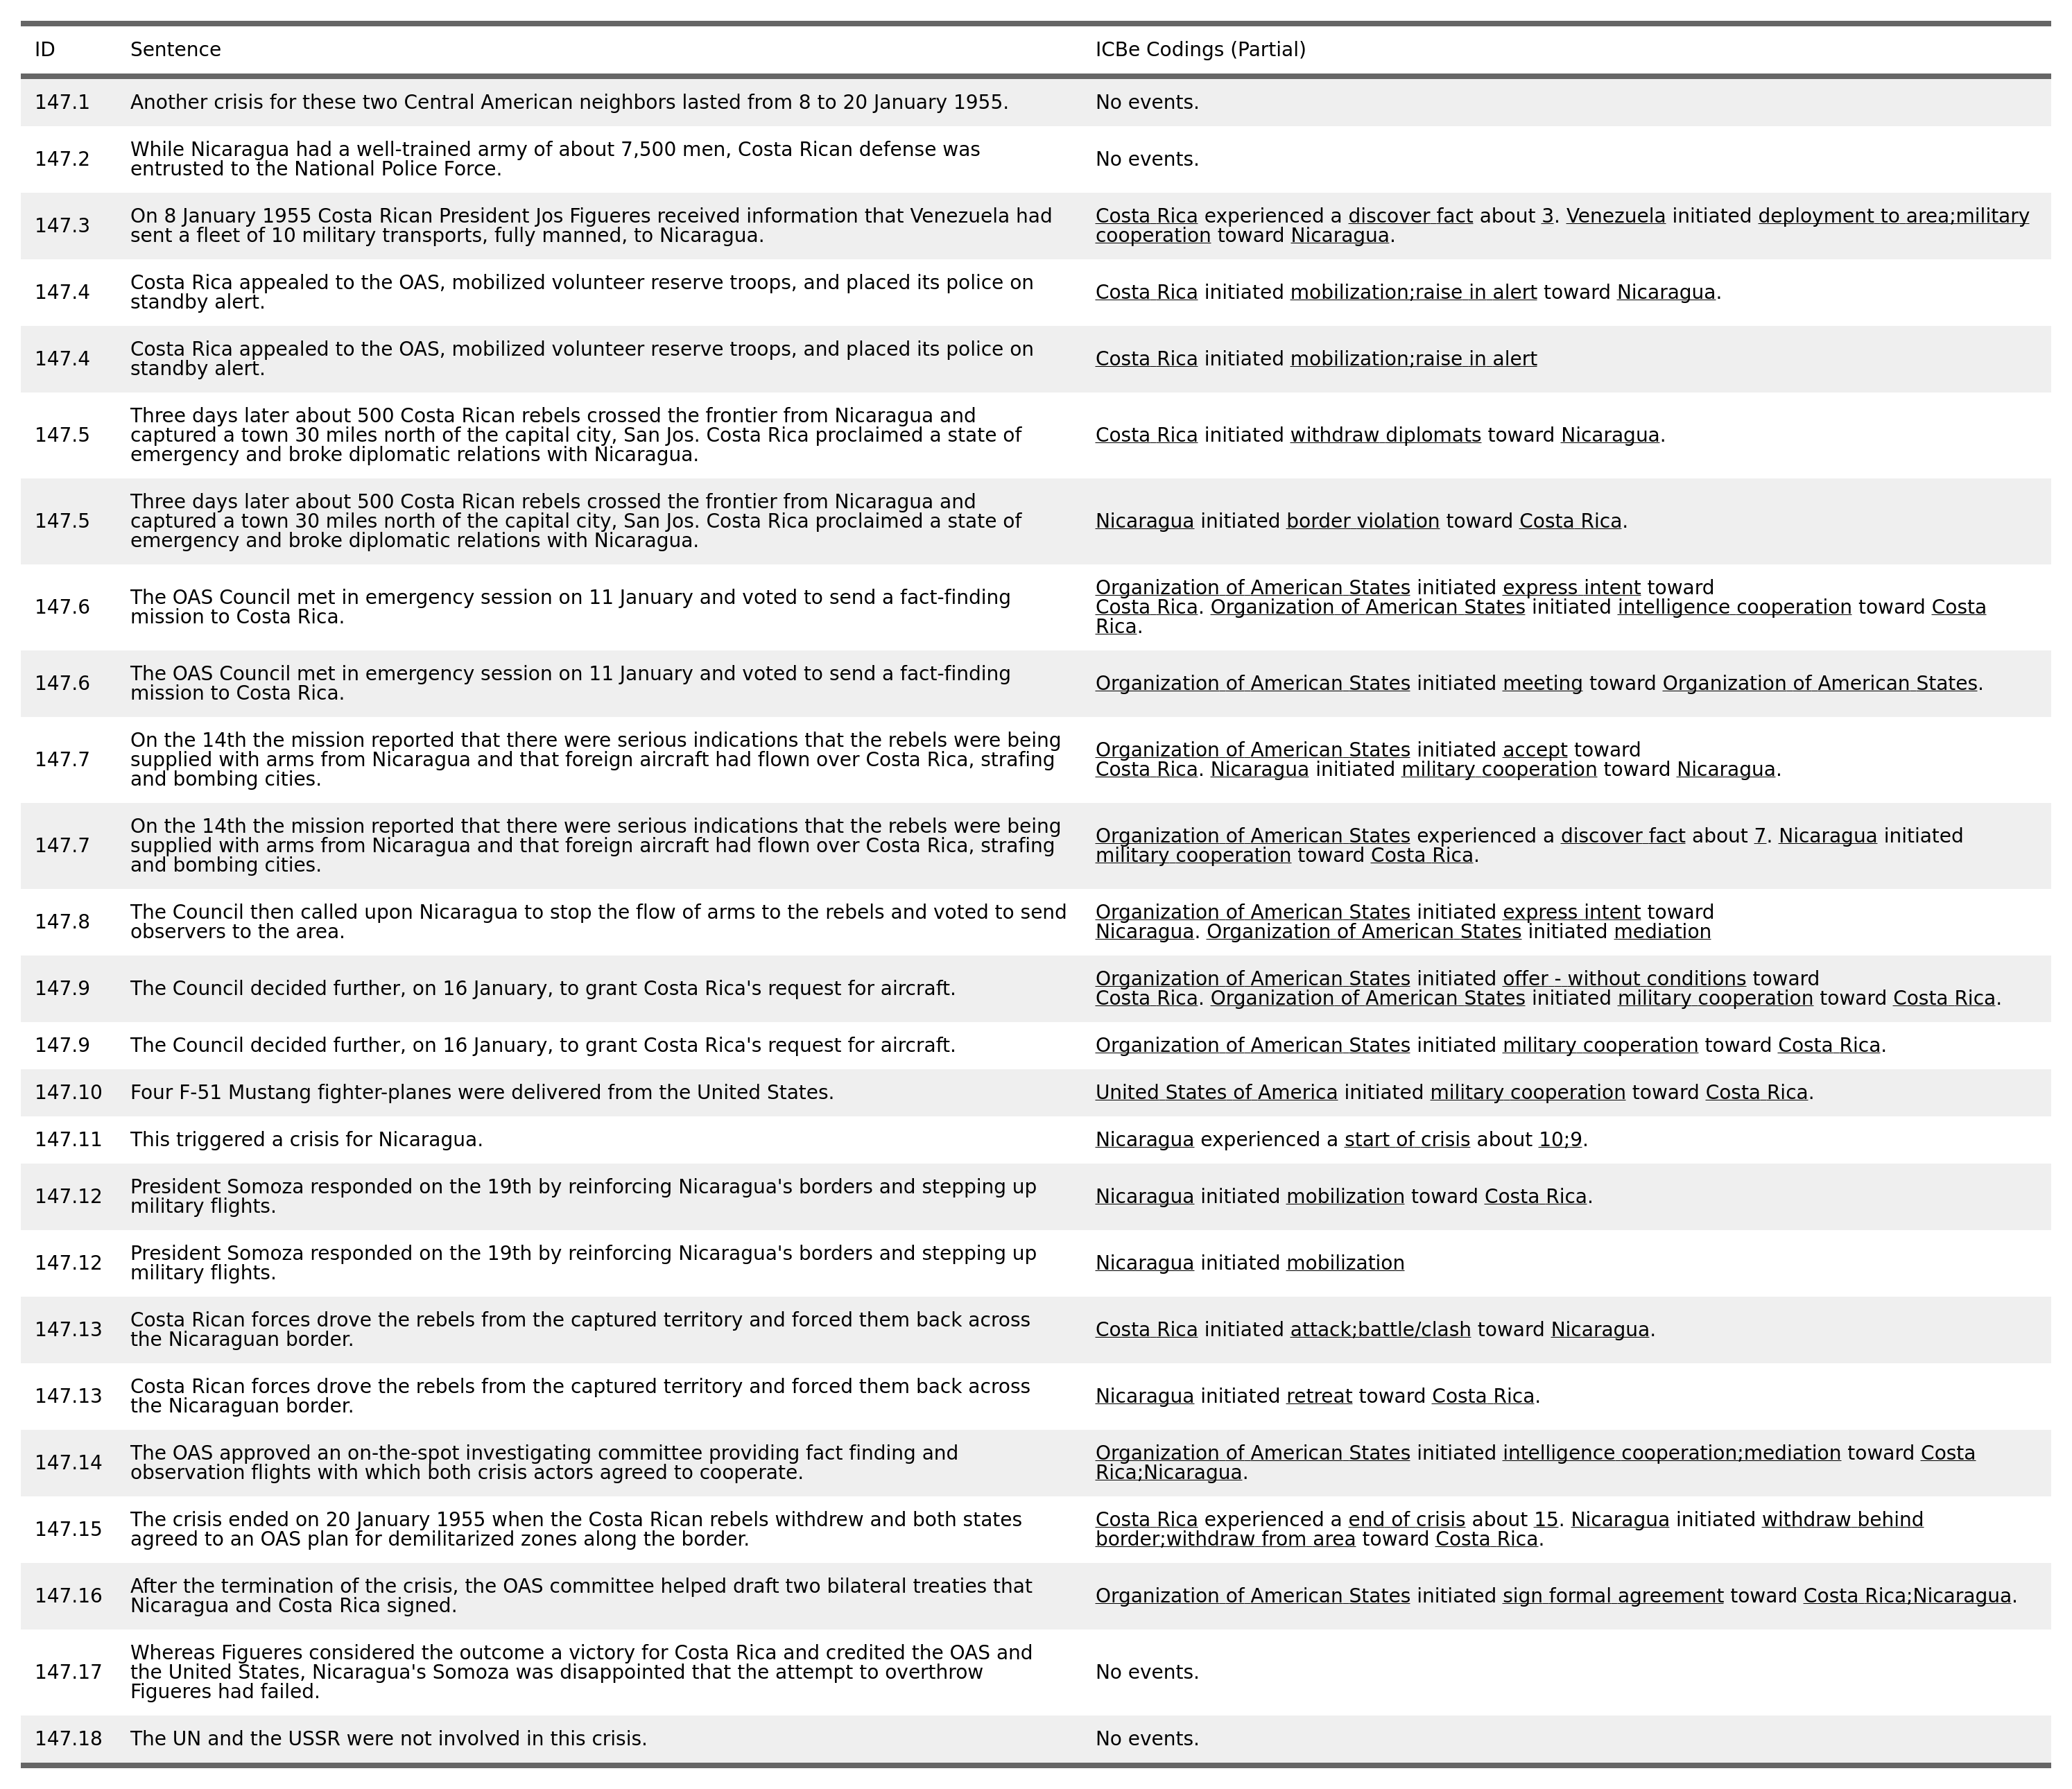 ID Sentence ICBe Codings (Partial)
147.1 Another crisis for these two Central American neighbors lasted from 8 to 20 January 1955. No events.
While Nicaragua had a well-trained army of about 7,500 men, Costa Rican defense was
147.2 No events.
entrusted to the National Police Force.
On 8 January 1955 Costa Rican President Jos Figueres received information that Venezuela had Costa Rica experienced a discover fact about 3. Venezuela initiated deployment to area;military
147.3
sent a fleet of 10 military transports, fully manned, to Nicaragua. cooperation toward Nicaragua.
Costa Rica appealed to the OAS, mobilized volunteer reserve troops, and placed its police on
147.4 Costa Rica initiated mobilization;raise in alert toward Nicaragua.
standby alert.
Costa Rica appealed to the OAS, mobilized volunteer reserve troops, and placed its police on
147.4 Costa Rica initiated mobilization;raise in alert
standby alert.
Three days later about 500 Costa Rican rebels crossed the frontier from Nicaragua and
147.5 captured a town 30 miles north of the capital city, San Jos. Costa Rica proclaimed a state of Costa Rica initiated withdraw diplomats toward Nicaragua.
emergency and broke diplomatic relations with Nicaragua.
Three days later about 500 Costa Rican rebels crossed the frontier from Nicaragua and
147.5 captured a town 30 miles north of the capital city, San Jos. Costa Rica proclaimed a state of Nicaragua initiated border violation toward Costa Rica.
emergency and broke diplomatic relations with Nicaragua.
Organization of American States initiated express intent toward
147.6 The OAS Council met in emergency session on 11 January and voted to send a fact-finding Costa Rica. Organization of American States initiated intelligence cooperation toward Costa
mission to Costa Rica. Rica.
The OAS Council met in emergency session on 11 January and voted to send a fact-finding
147.6 Organization of American States initiated meeting toward Organization of American States.
mission to Costa Rica.
On the 14th the mission reported that there were serious indications that the rebels were being Organization of American States initiated accept toward
147.7 supplied with arms from Nicaragua and that foreign aircraft had flown over Costa Rica, strafing Costa Rica. Nicaragua initiated military cooperation toward Nicaragua.
and bombing cities.
On the 14th the mission reported that there were serious indications that the rebels were being Organization of American States experienced a discover fact about 7. Nicaragua initiated
147.7 supplied with arms from Nicaragua and that foreign aircraft had flown over Costa Rica, strafing military cooperation toward Costa Rica.
and bombing cities.
The Council then called upon Nicaragua to stop the flow of arms to the rebels and voted to send Organization of American States initiated express intent toward
147.8
observers to the area. Nicaragua. Organization of American States initiated mediation
Organization of American States initiated offer - without conditions toward
147.9 The Council decided further, on 16 January, to grant Costa Rica's request for aircraft.
Costa Rica. Organization of American States initiated military cooperation toward Costa Rica.
147.9 The Council decided further, on 16 January, to grant Costa Rica's request for aircraft. Organization of American States initiated military cooperation toward Costa Rica.
147.10 Four F-51 Mustang fighter-planes were delivered from the United States. United States of America initiated military cooperation toward Costa Rica.
147.11 This triggered a crisis for Nicaragua. Nicaragua experienced a start of crisis about 10;9.
President Somoza responded on the 19th by reinforcing Nicaragua's borders and stepping up
147.12 Nicaragua initiated mobilization toward Costa Rica.
military flights.
President Somoza responded on the 19th by reinforcing Nicaragua's borders and stepping up
147.12 Nicaragua initiated mobilization
military flights.
Costa Rican forces drove the rebels from the captured territory and forced them back across
147.13 Costa Rica initiated attack;battle/clash toward Nicaragua.
the Nicaraguan border.
Costa Rican forces drove the rebels from the captured territory and forced them back across
147.13 Nicaragua initiated retreat toward Costa Rica.
the Nicaraguan border.
The OAS approved an on-the-spot investigating committee providing fact finding and Organization of American States initiated intelligence cooperation;mediation toward Costa
147.14
observation flights with which both crisis actors agreed to cooperate. Rica;Nicaragua.
The crisis ended on 20 January 1955 when the Costa Rican rebels withdrew and both states Costa Rica experienced a end of crisis about 15. Nicaragua initiated withdraw behind
147.15
agreed to an OAS plan for demilitarized zones along the border. border;withdraw from area toward Costa Rica.
After the termination of the crisis, the OAS committee helped draft two bilateral treaties that
147.16 Organization of American States initiated sign formal agreement toward Costa Rica;Nicaragua.
Nicaragua and Costa Rica signed.
Whereas Figueres considered the outcome a victory for Costa Rica and credited the OAS and
147.17 the United States, Nicaragua's Somoza was disappointed that the attempt to overthrow No events.
Figueres had failed.
147.18 The UN and the USSR were not involved in this crisis. No events.